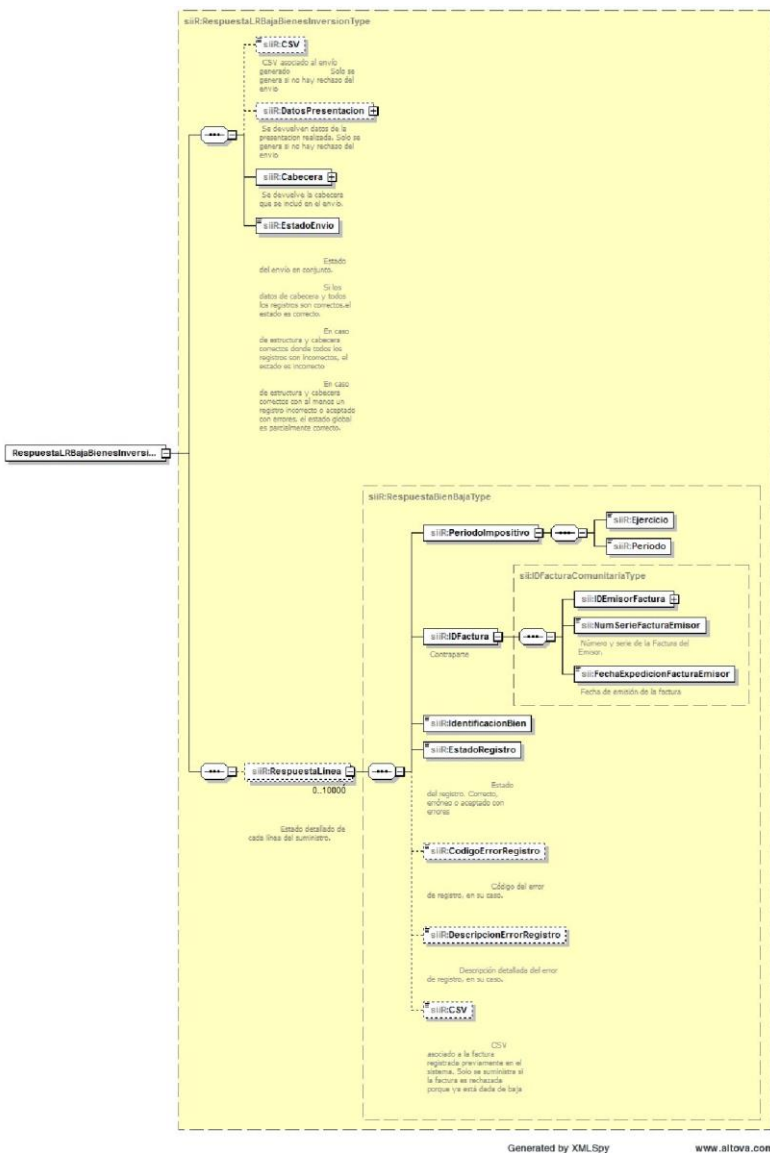 siiR:RespuestaLRBajaBienesInversionType
siiR:CSV
CSV asociado al envío
generado Solo se
genera si no hay rechazo del
envío
siiR:DatosPresentacion
Se devuelven datos de la
presentacion realizada. Solo se
genera si no hay rechazo del
envío
siiR:Cabecera
Se devuelve la cabecera
que se incluó en el envío.
siiR:EstadoEnvio
Estado
del envío en conjunto.
Si los
datos de cabecera y todos
los registros son correctos,el
estado es correcto.
En caso
de estructura y cabecera
correctos donde todos los
registros son incorrectos, el
estado es incorrecto
En caso
de estructura y cabecera
correctos con al menos un
registro incorrecto o aceptado
con errores, el estado global
es parcialmente correcto.
RespuestaLRBajaBienesInversi...
siiR:RespuestaBienBajaType
siiR:PeriodoImpositivo
siiR:Ejercicio
siiR:Periodo
sii:IDFacturaComunitariaType
siiR:IDFactura
Contraparte
sii:IDEmisorFactura
sii:NumSerieFacturaEmisor
Número y serie de la Factura del
Emisor.
sii:FechaExpedicionFacturaEmisor
Fecha de emisión de la factura
siiR:IdentificacionBien
siiR:EstadoRegistro
Estado
del registro. Correcto,
erróneo o aceptado con
errores
siiR:RespuestaLinea
0..10000
Estado detallado de
cada línea del suministro.
siiR:CodigoErrorRegistro
Código del error
de registro, en su caso.
siiR:DescripcionErrorRegistro
Descripción detallada del error
de registro, en su caso.
siiR:CSV
CSV
asociado a la factura
registrada previamente en el
sistema. Solo se suministra si
la factura es rechazada
porque ya está dada de baja
Generated by XMLSpy
www.altova.com